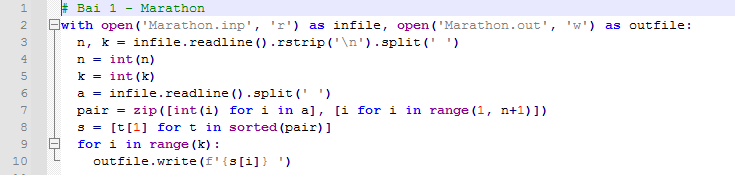 1 # Bai 1 - Marathon
2 with open('Marathon.inp', 'r') as infile, open('Marathon.out', 'w') as outfile:
3 n, k = infile.readline().rstrip('\n').split(' ')
4 n = int(n)
5 k = int(k)
6 a = infile.readline().split(' ')
7 pair = zip([int(i) for i in a], [i for i in range(1, n+1)])
8 s = [t[1] for t in sorted(pair)]
9 for i in range(k):
10 outfile.write(f'{s[i]} ')